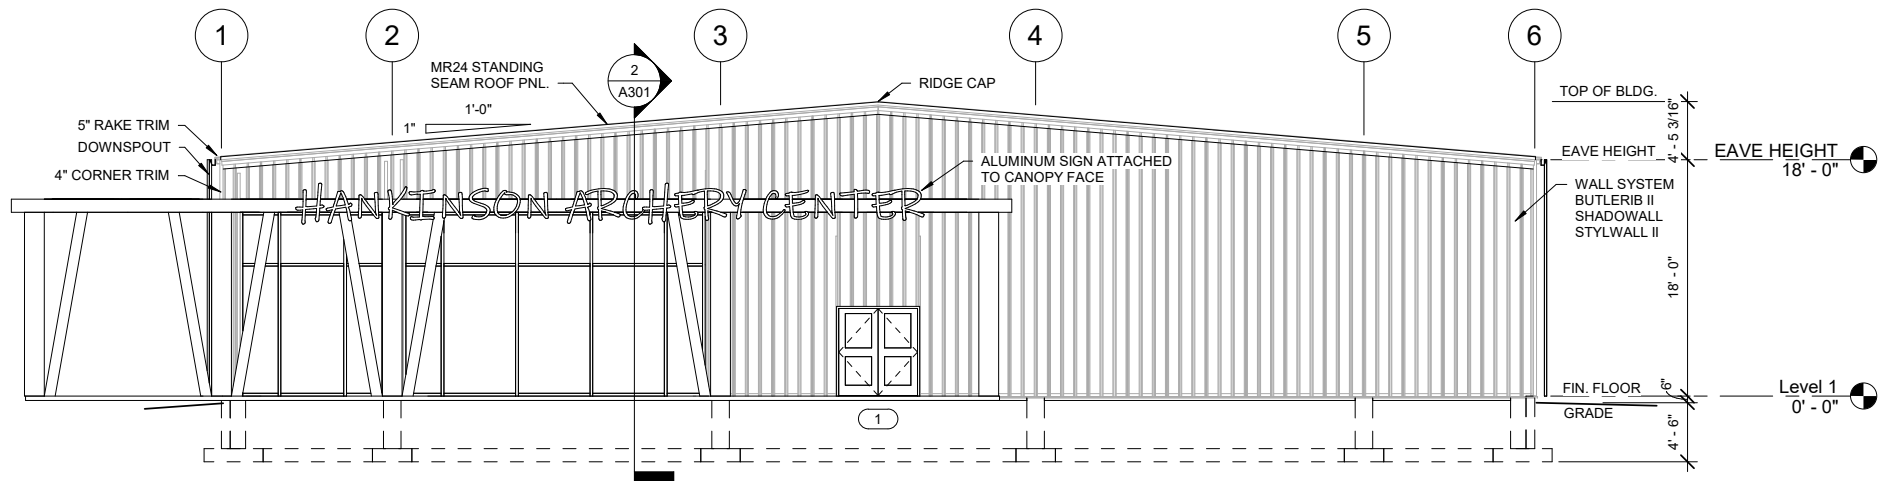 1
2
3
4
5
6
MR24 STANDING
SEAM ROOF PNL.
2
A301
RIDGE CAP
TOP OF BLDG.
1'-0"
1"
5" RAKE TRIM
DOWNSPOUT
4" CORNER TRIM
4' - 5 3/16"
EAVE HEIGHT
EAVE HEIGHT
18' - 0"
ALUMINUM SIGN ATTACHED
TO CANOPY FACE
HANKINSON ARCHERY CENTER
WALL SYSTEM
BUTLERIB II
SHADOWALL
STYLWALL II
18' - 0"
FIN. FLOOR
6"
Level 1
0' - 0"
GRADE
1
4' - 6"